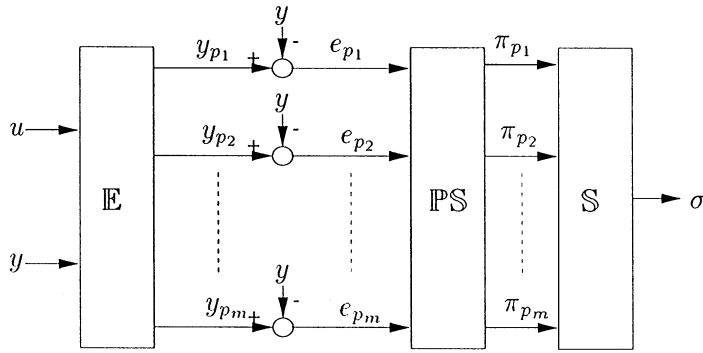 y
y_{p_1} + - e_{p_1} π_{p_1}
u
y
y_{p_2} + - e_{p_2} π_{p_2}
𝔼 ℙ𝕊 𝕊 σ
y
y
y_{p_m} + - e_{p_m} π_{p_m}